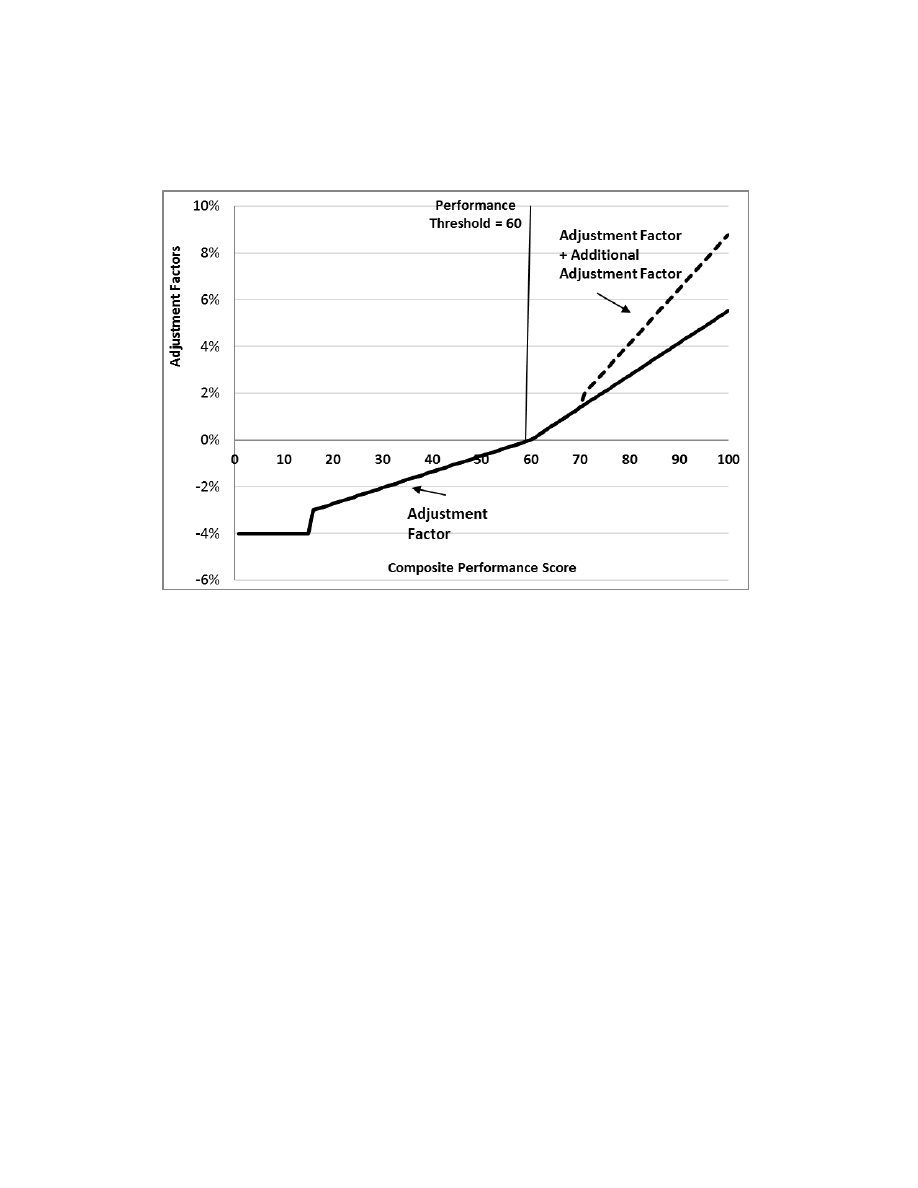 10%
8%
6%
4%
2%
0%
-2%
-4%
-6%
Adjustment Factors
Performance
Threshold = 60
Adjustment Factor
+ Additional
Adjustment Factor
0 10 20 30 40 50 60 70 80 90 100
Adjustment
Factor
Composite Performance Score